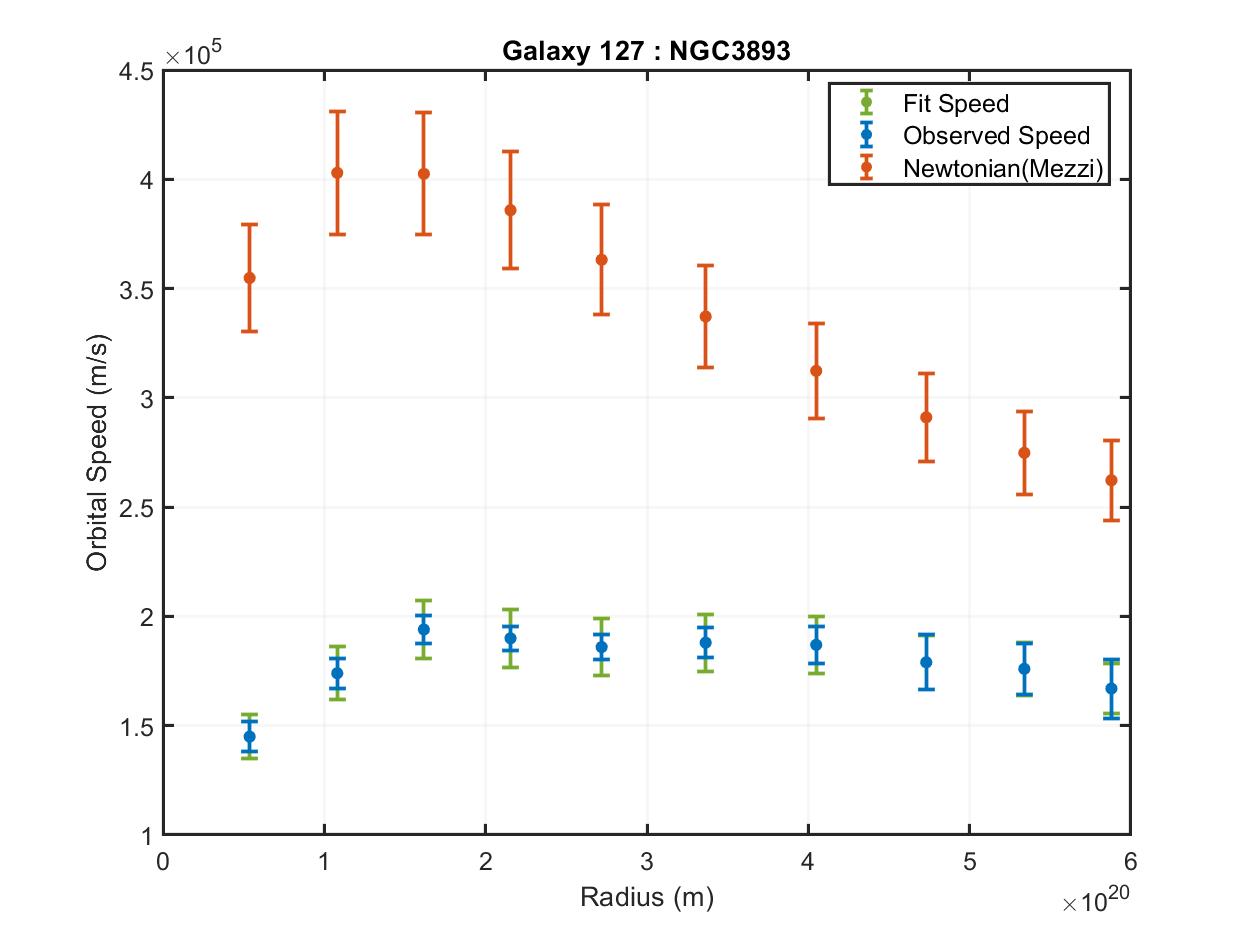 Galaxy 127 : NGC3893
×10^5
4.5
4
3.5
3
2.5
2
1.5
1
Orbital Speed (m/s)
Fit Speed
Observed Speed
Newtonian(Mezzi)
0 1 2 3 4 5 6
Radius (m)
×10^20